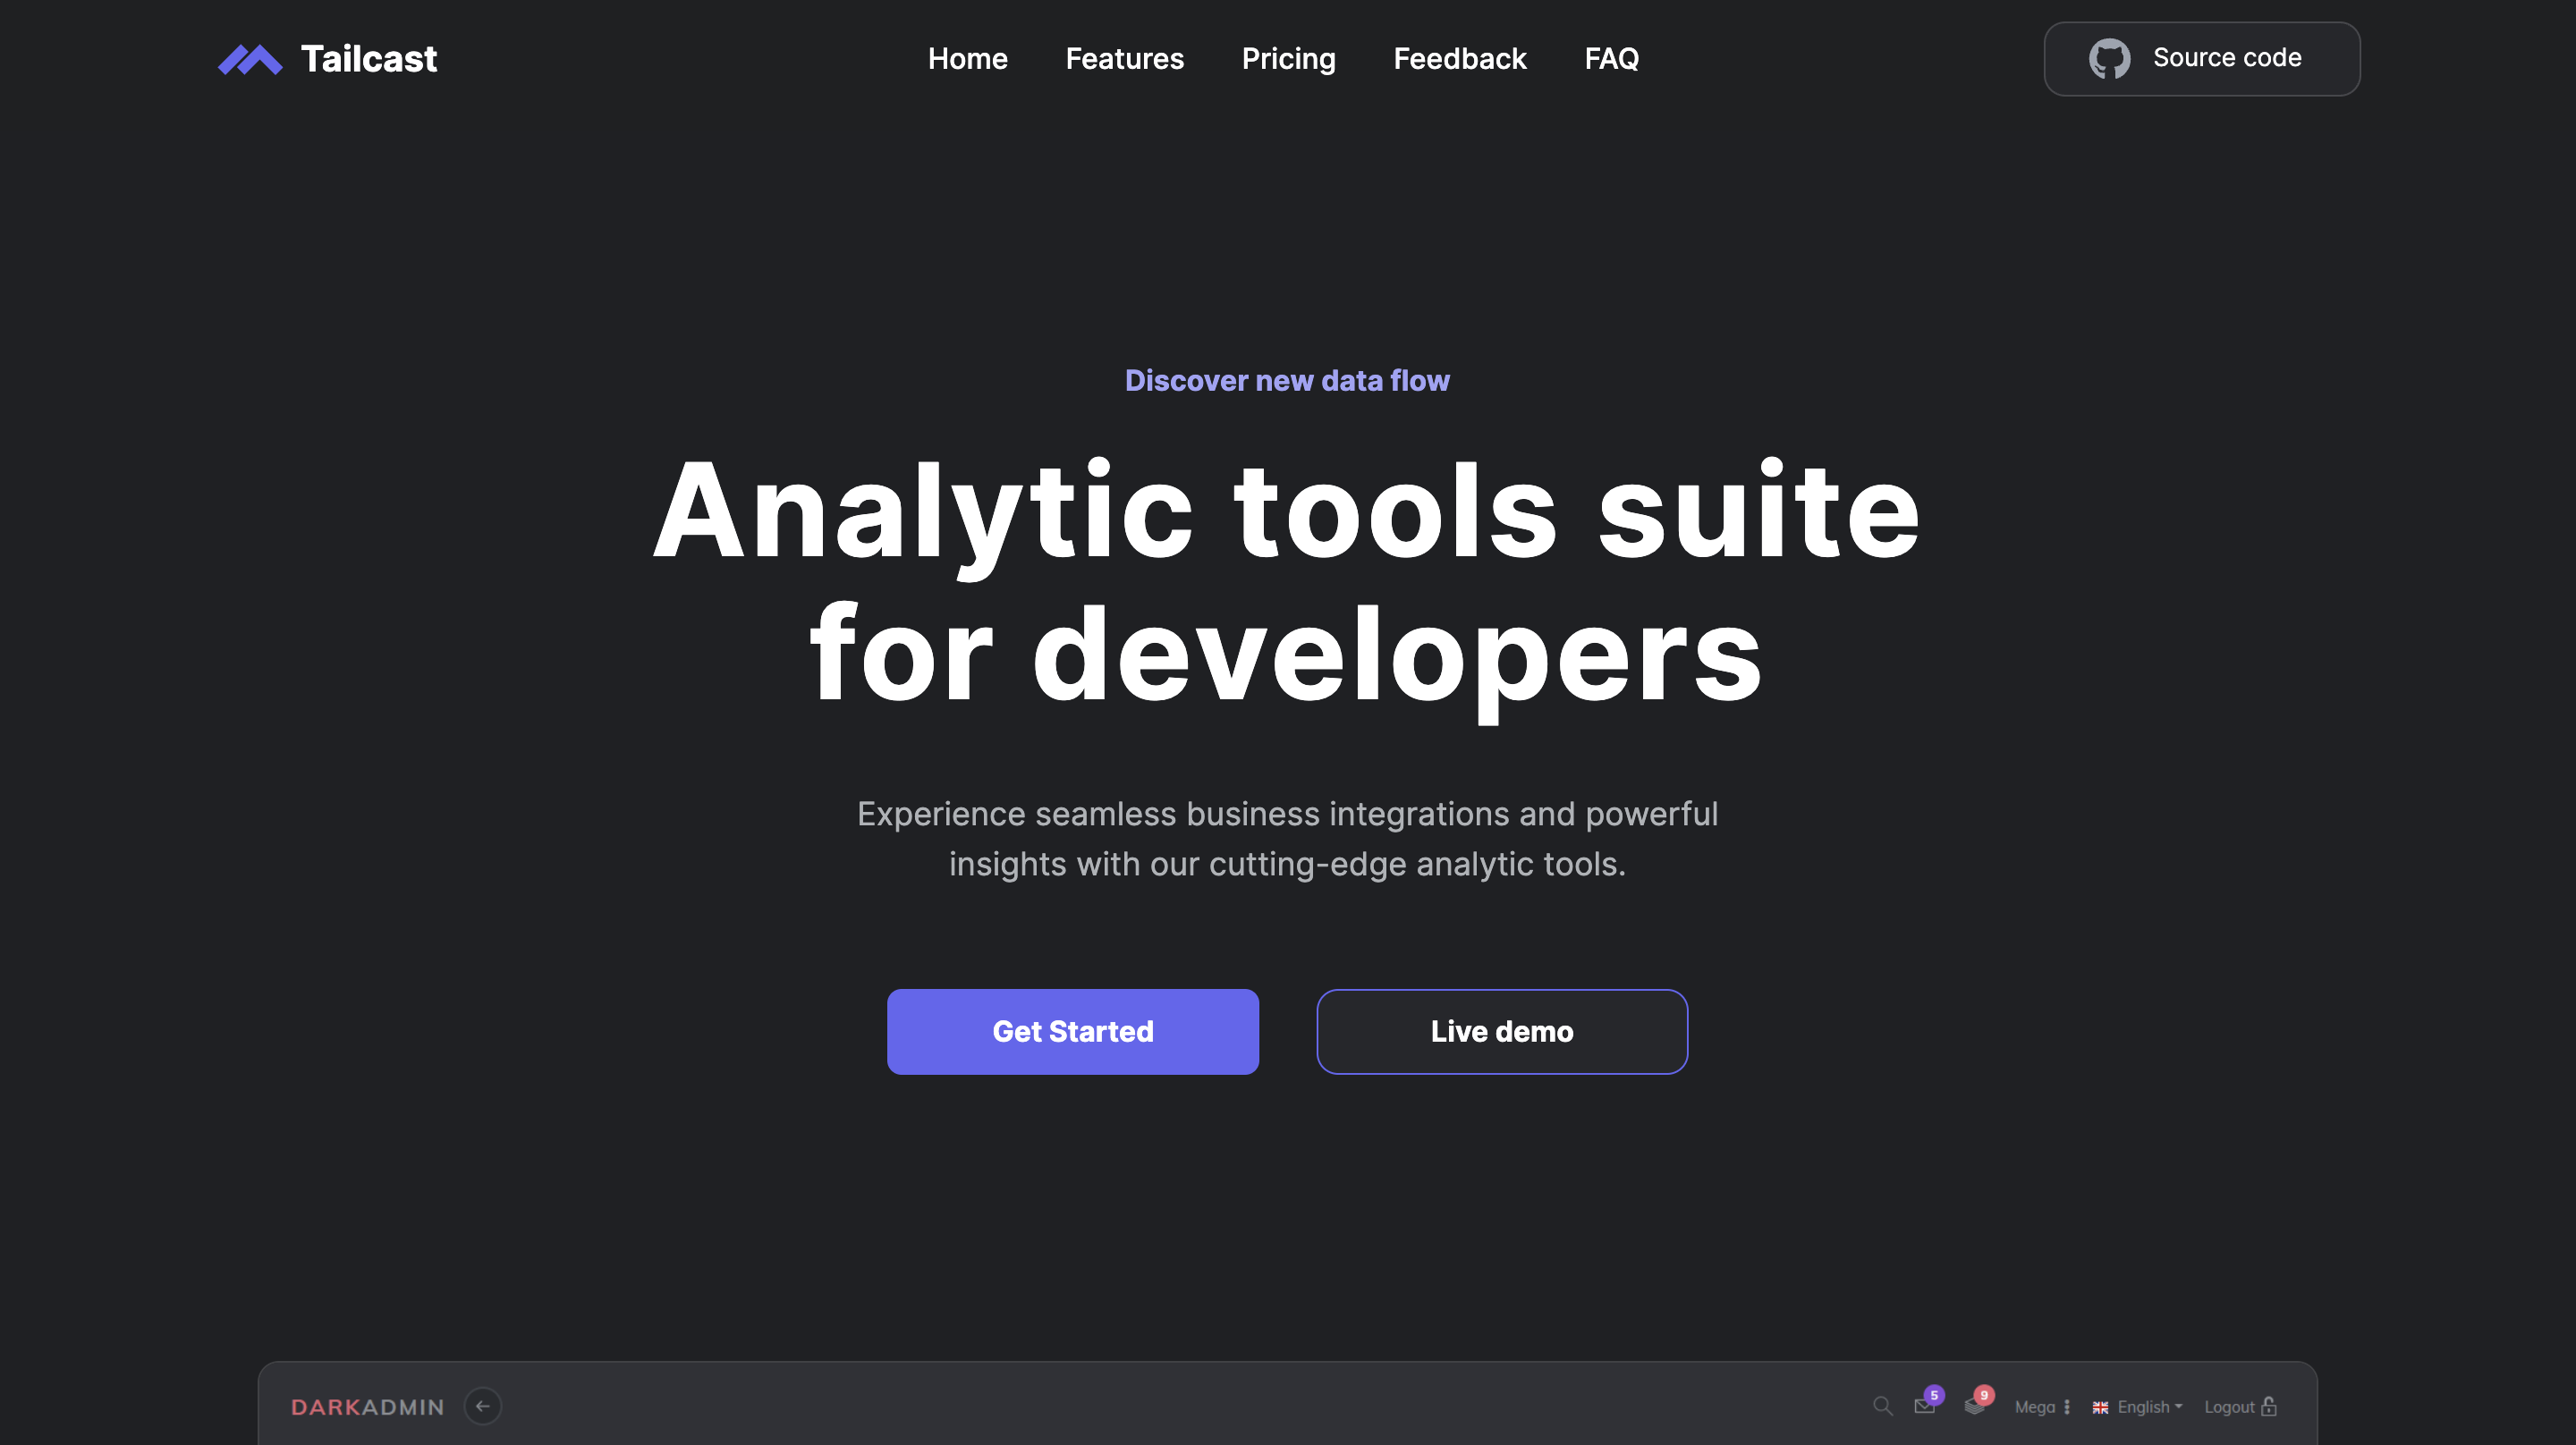 Tailcast
Home Features Pricing Feedback FAQ
Source code
Discover new data flow
Analytic tools suite
for developers
Experience seamless business integrations and powerful
insights with our cutting-edge analytic tools.
Get Started
Live demo
DARKADMIN
5
9
Mega
English
Logout